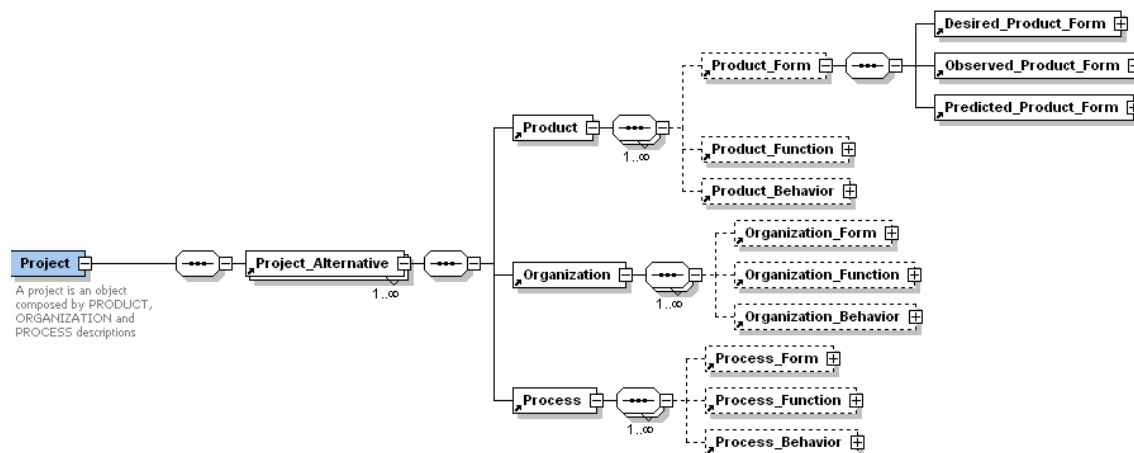 Desired_Product_Form
Product_Form
Observed_Product_Form
Predicted_Product_Form
Product
1..∞
Product_Function
Product_Behavior
Organization_Form
Project
Project_Alternative
1..∞
Organization
1..∞
Organization_Function
A project is an object
composed by PRODUCT,
ORGANIZATION and
PROCESS descriptions
Organization_Behavior
Process_Form
Process
1..∞
Process_Function
Process_Behavior